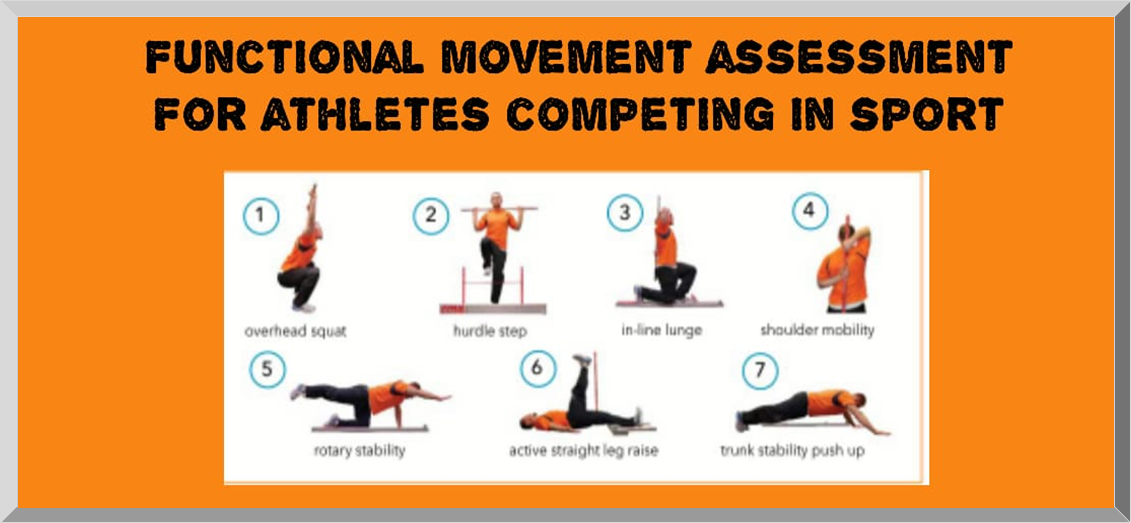 FUNCTIONAL MOVEMENT ASSESSMENT
FOR ATHLETES COMPETING IN SPORT
1
2
3
4
overhead squat
hurdle step
in-line lunge
shoulder mobility
5
6
7
rotary stability
active straight leg raise
trunk stability push up